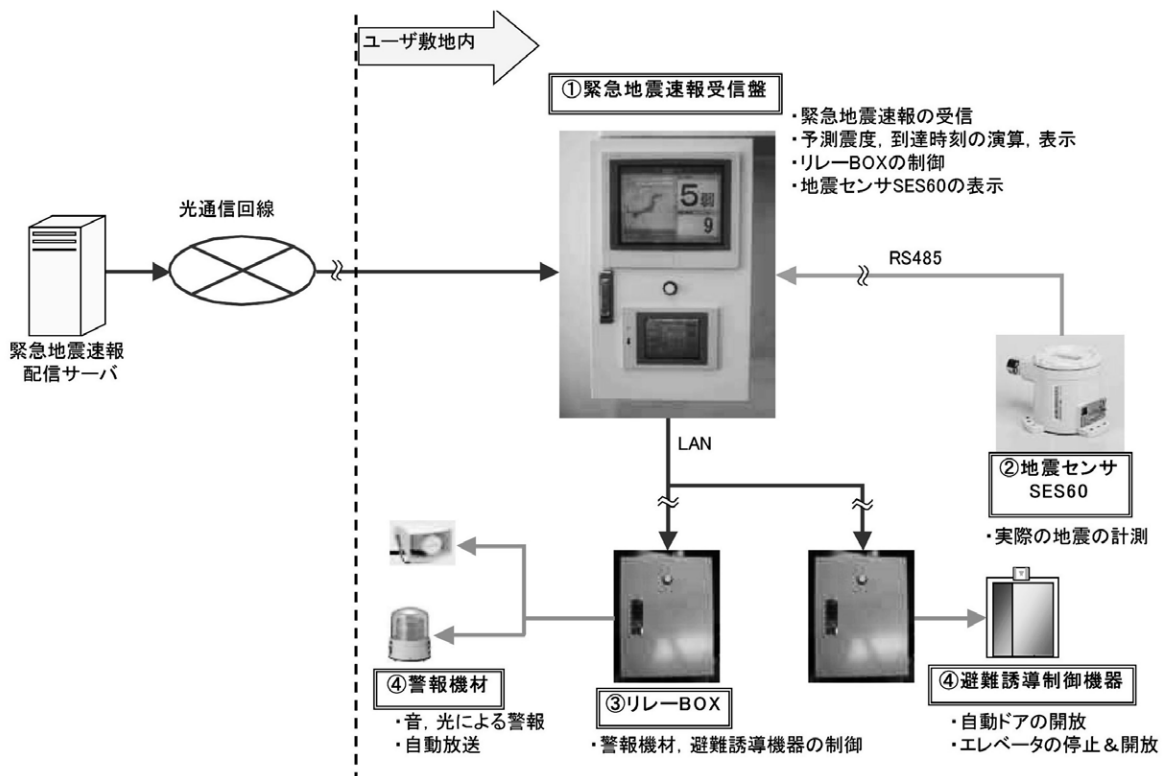 ユーザ敷地内
①緊急地震速報受信盤
・緊急地震速報の受信
・予測震度, 到達時刻の演算, 表示
・リレーBOXの制御
・地震センサSES60の表示
光通信回線
緊急地震速報
配信サーバ
5弱
9
RS485
LAN
②地震センサ
SES60
・実際の地震の計測
④警報機材
・音, 光による警報
・自動放送
③リレーBOX
・警報機材, 避難誘導機器の制御
④避難誘導制御機器
・自動ドアの開放
・エレベータの停止＆開放